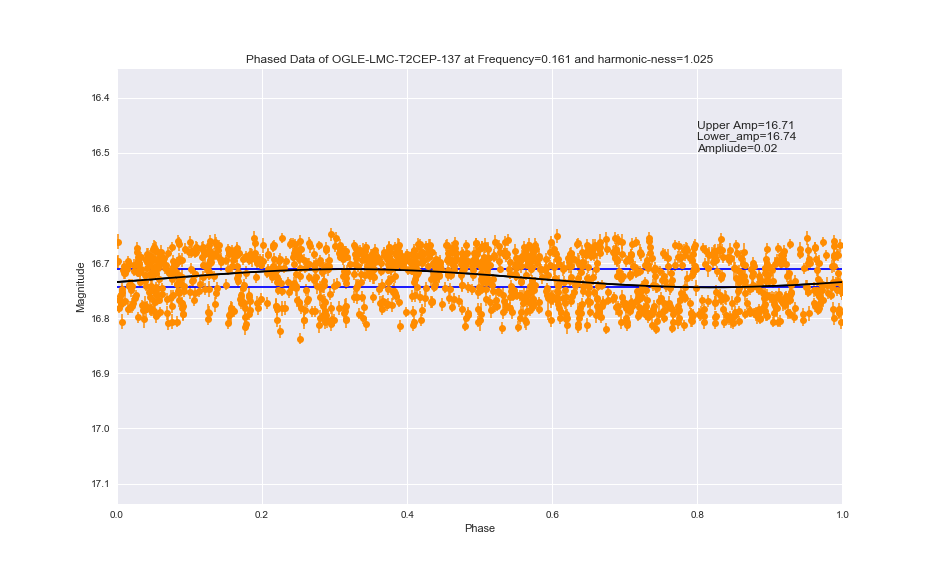 Phased Data of OGLE-LMC-T2CEP-137 at Frequency=0.161 and harmonic-ness=1.025
Upper Amp=16.71
Lower_amp=16.74
Ampliude=0.02
Magnitude
16.4
16.5
16.6
16.7
16.8
16.9
17.0
17.1
0.0 0.2 0.4 0.6 0.8 1.0
Phase